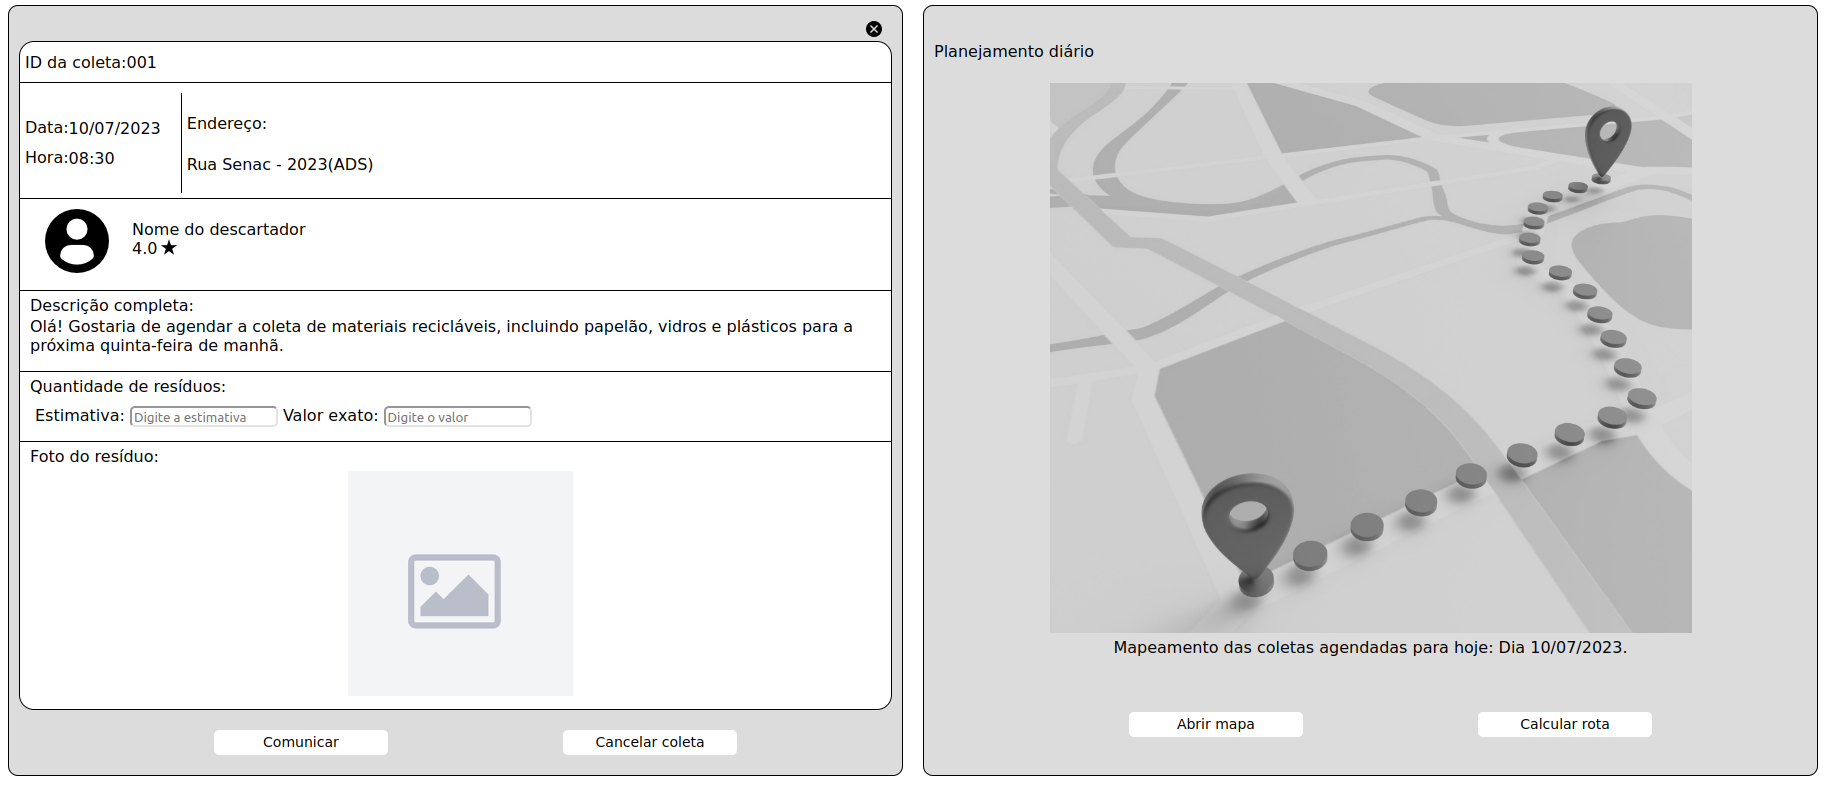 ID da coleta:001
Data:10/07/2023
Hora:08:30
Endereço:
Rua Senac - 2023(ADS)
Nome do descartador
4.0 ★
Descrição completa:
Olá! Gostaria de agendar a coleta de materiais recicláveis, incluindo papelão, vidros e plásticos para a
próxima quinta-feira de manhã.
Quantidade de resíduos:
Estimativa: Digite a estimativa Valor exato: Digite o valor
Foto do resíduo:
Comunicar Cancelar coleta
Planejamento diário
Mapeamento das coletas agendadas para hoje: Dia 10/07/2023.
Abrir mapa Calcular rota